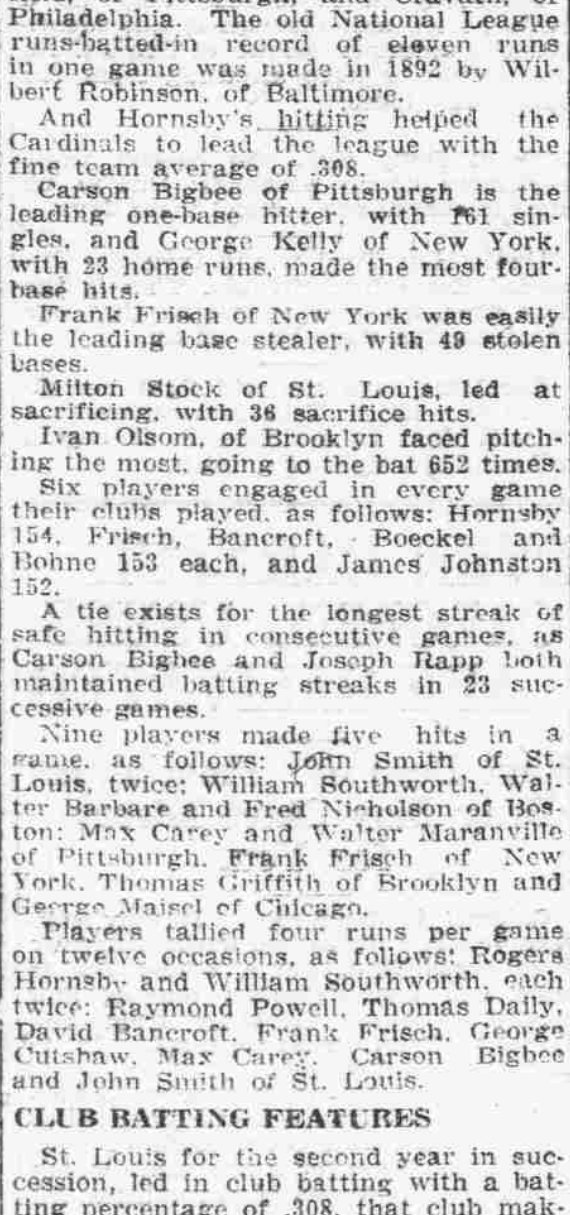 Philadelphia. The old National League
runs-batted-in record of eleven runs
in one game was made in 1892 by Wil-
bert Robinson, of Baltimore.
And Hornsby's hitting helped the
Cardinals to lead the league with the
fine team average of .308.
Carson Bigbee of Pittsburgh is the
leading one-base hitter, with 161 sin-
gles, and George Kelly of New York,
with 23 home runs, made the most four-
base hits.
Frank Frisch of New York was easily
the leading base stealer, with 49 stolen
bases.
Milton Stock of St. Louis, led at
sacrificing, with 36 sacrifice hits.
Ivan Olsom, of Brooklyn faced pitch-
ing the most, going to the bat 652 times.
Six players engaged in every game
their clubs played, as follows: Hornsby
154, Frisch, Bancroft, Boeckel and
Bohne 153 each, and James Johnston
152.
A tie exists for the longest streak of
safe hitting in consecutive games, as
Carson Bigbee and Joseph Rapp both
maintained batting streaks in 23 suc-
cessive games.
Nine players made five hits in a
game, as follows: John Smith of St.
Louis, twice; William Southworth, Wal-
ter Barbare and Fred Nicholson of Bos-
ton; Max Carey and Walter Maranville
of Pittsburgh, Frank Frisch of New
York, Thomas Griffith of Brooklyn and
George Maisel of Chicago.
Players tallied four runs per game
on twelve occasions, as follows: Rogers
Hornsby and William Southworth, each
twice; Raymond Powell, Thomas Daily,
David Bancroft, Frank Frisch, George
Cutshaw, Max Carey, Carson Bigbee
and John Smith of St. Louis.
CLUB BATTING FEATURES
St. Louis for the second year in suc-
cession, led in club batting with a bat-
ting percentage of .308, that club mak-